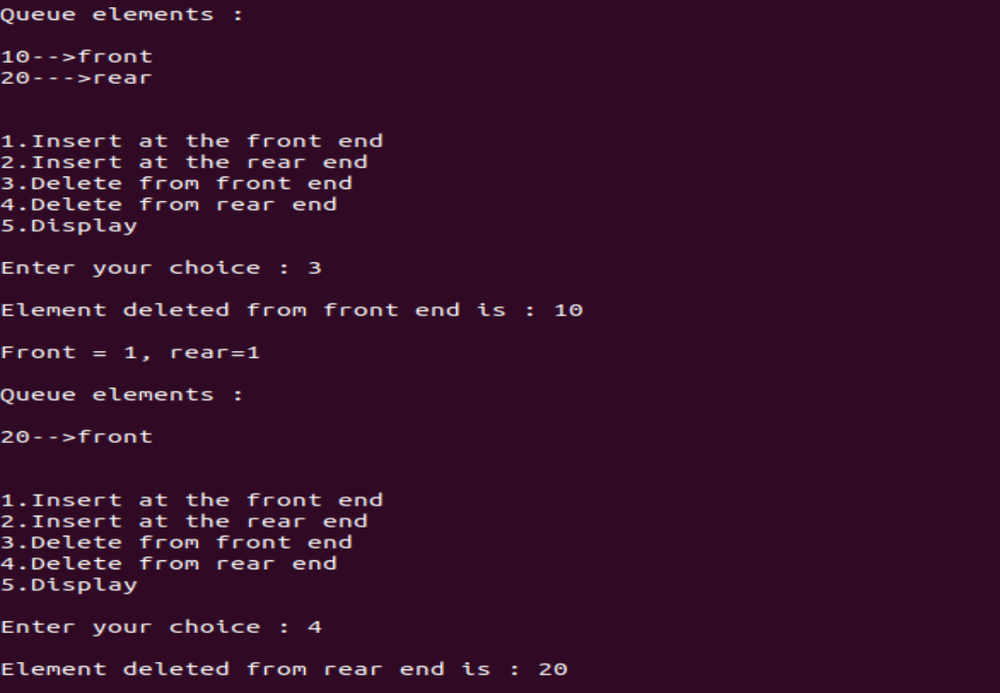 Queue elements :
10-->front
20--->rear
1.Insert at the front end
2.Insert at the rear end
3.Delete from front end
4.Delete from rear end
5.Display
Enter your choice : 3
Element deleted from front end is : 10
Front = 1, rear=1
Queue elements :
20-->front
1.Insert at the front end
2.Insert at the rear end
3.Delete from front end
4.Delete from rear end
5.Display
Enter your choice : 4
Element deleted from rear end is : 20